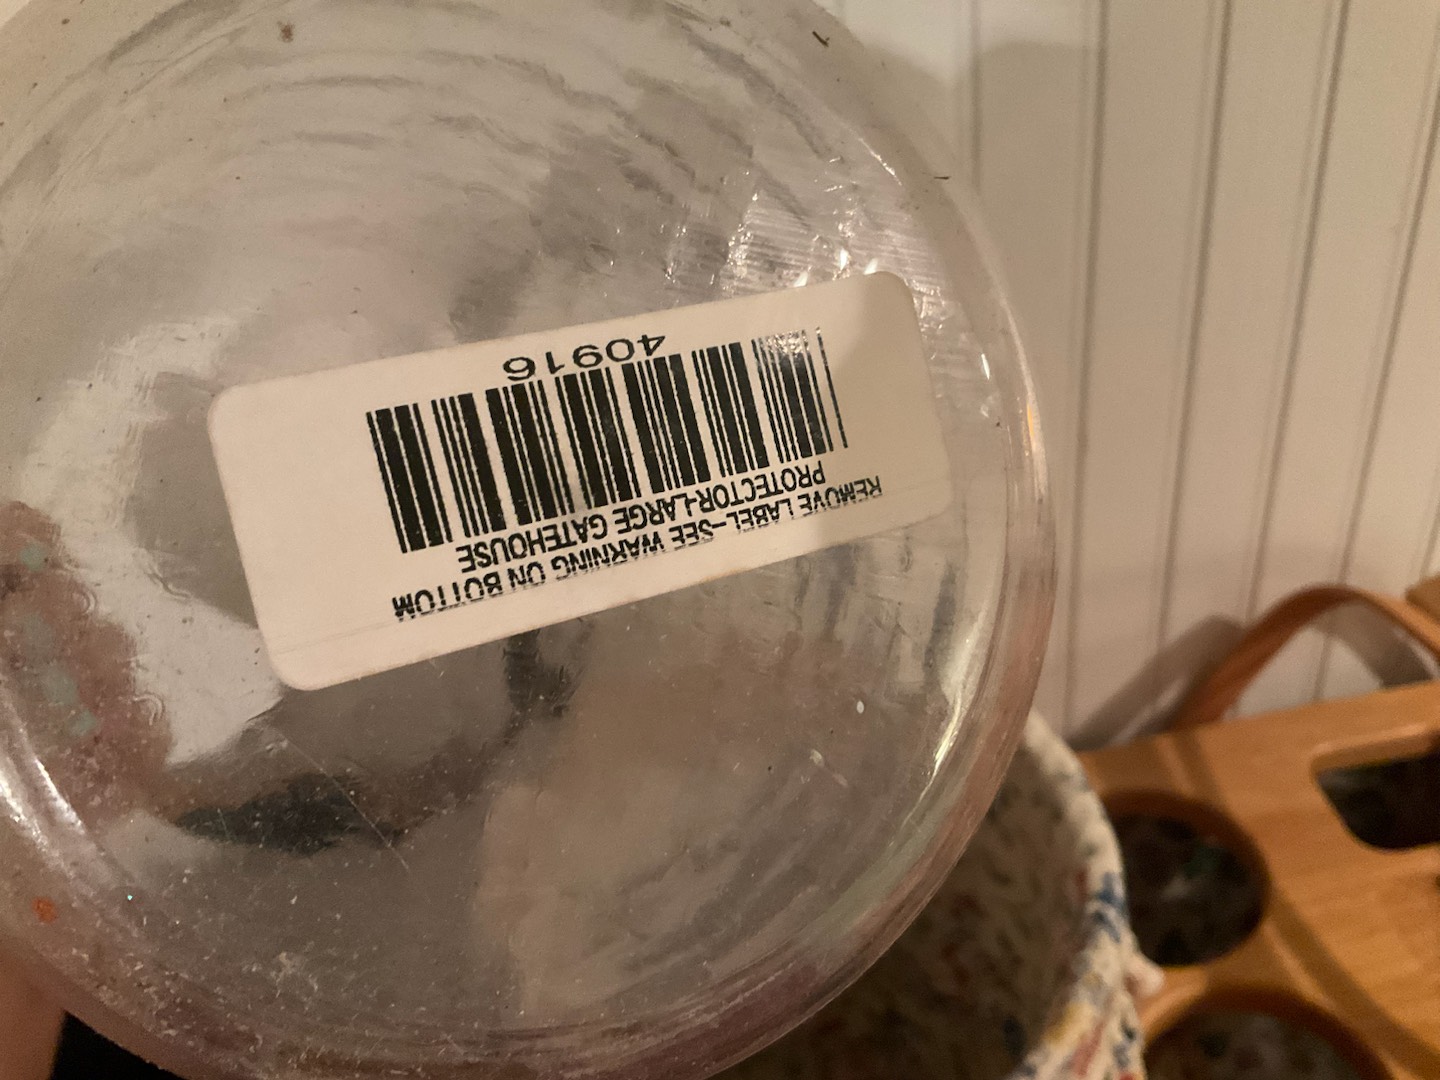 REMOVE LABEL-SEE WARNING ON BOTTOM
PROTECTOR-LARGE GATEHOUSE
40916